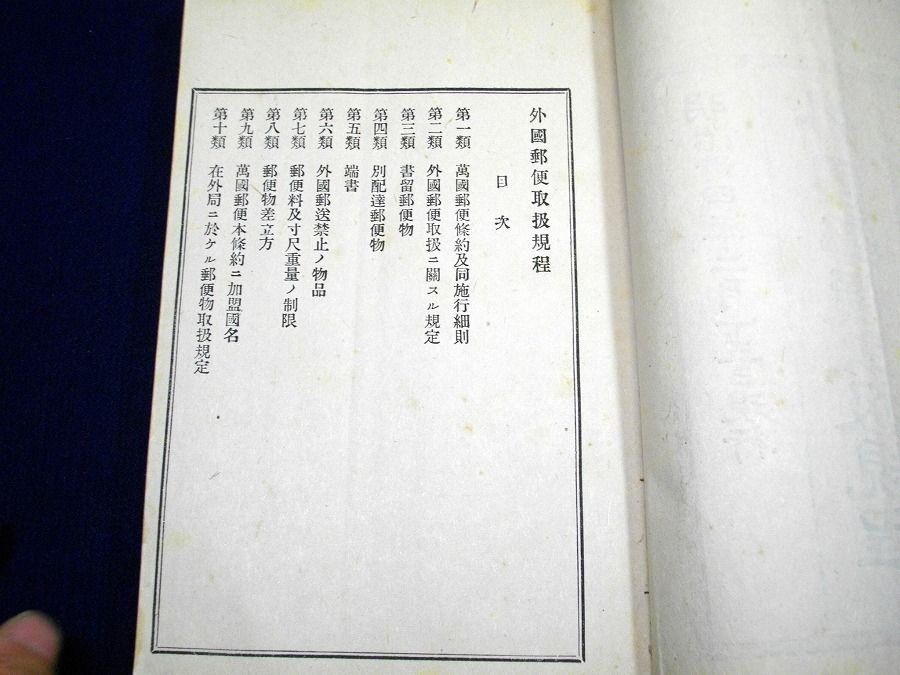 外國郵便取扱規程
目次
第一類 萬國郵便條約及同施行細則
第二類 外國郵便取扱ニ關スル規定
第三類 書留郵便物
第四類 別配達郵便物
第五類 端書
第六類 外國郵送禁止ノ物品
第七類 郵便料及寸尺重量ノ制限
第八類 郵便物差立方
第九類 萬國郵便本條約ニ加盟國名
第十類 在外局ニ於ケル郵便物取扱規定